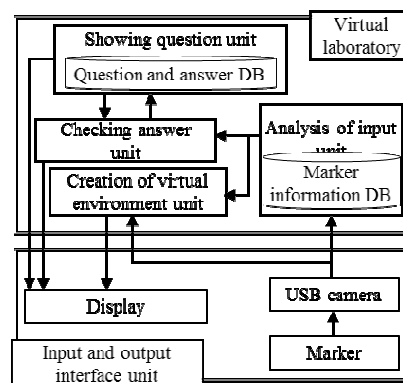 Virtual
laboratory
Showing question unit
Question and answer DB
Checking answer
unit
Analysis of input
unit
Marker
information DB
Creation of virtual
environment unit
Display
USB camera
Marker
Input and output
interface unit